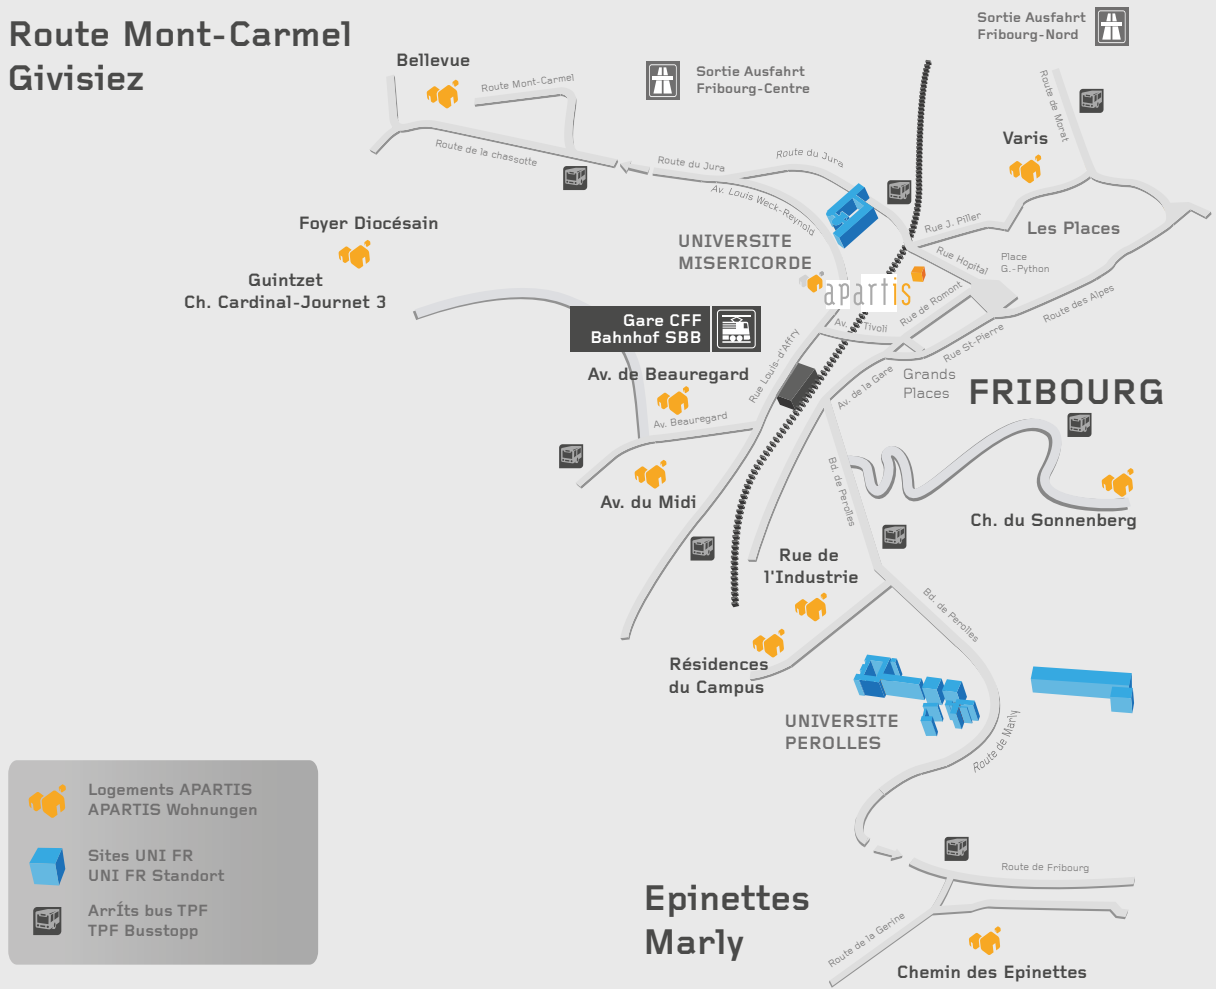 Route Mont-Carmel
Givisiez
Sortie Ausfahrt
Fribourg-Nord
Bellevue
Sortie Ausfahrt
Fribourg-Centre
Route Mont-Carmel
Route de Morat
Varis
Route de la chassotte
Route du Jura
Route du Jura
Av. Louis Weck-Reynold
Foyer Diocésain
UNIVERSITE
MISERICORDE
Rue J. Piller
Les Places
Guintzet
Ch. Cardinal-Journet 3
Rue Hopital
Place
G.-Python
apartis
Rue de Romont
Route des Alpes
Gare CFF
Bahnhof SBB
Av. Tivoli
Rue St-Pierre
Rue Louis-d'Affry
Av. de Beauregard
Av. de la Gare
Grands
Places
FRIBOURG
Av. Beauregard
Bd. de Perolles
Av. du Midi
Ch. du Sonnenberg
Rue de
l'Industrie
Bd. de Perolles
Résidences
du Campus
UNIVERSITE
PEROLLES
Route de Marly
Logements APARTIS
APARTIS Wohnungen
Sites UNI FR
UNI FR Standort
ArrÍts bus TPF
TPF Busstopp
Route de Fribourg
Epinettes
Marly
Route de la Gerine
Chemin des Epinettes